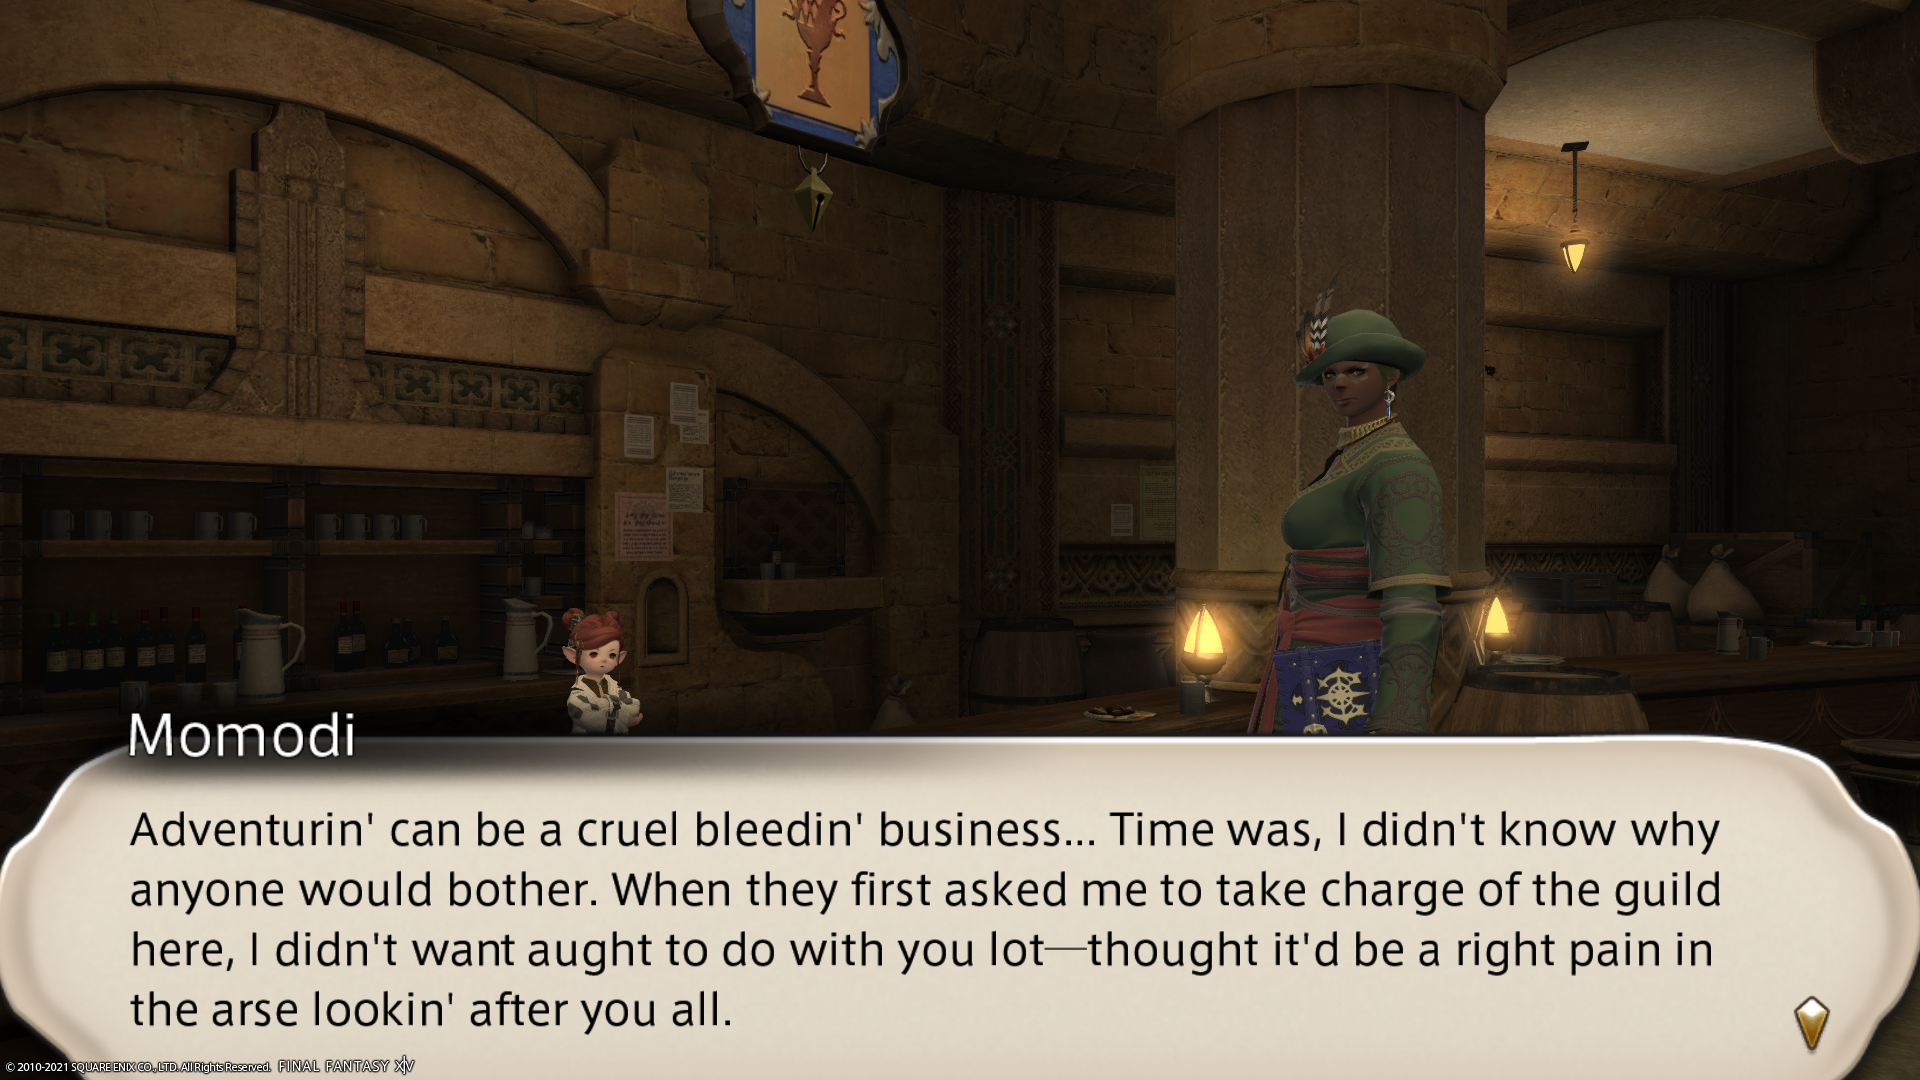 Momodi
Adventurin' can be a cruel bleedin' business... Time was, I didn't know why
anyone would bother. When they first asked me to take charge of the guild
here, I didn't want aught to do with you lot—thought it'd be a right pain in
the arse lookin' after you all.
© 2010-2021 SQUARE ENIX CO., LTD. All Rights Reserved. FINAL FANTASY XIV